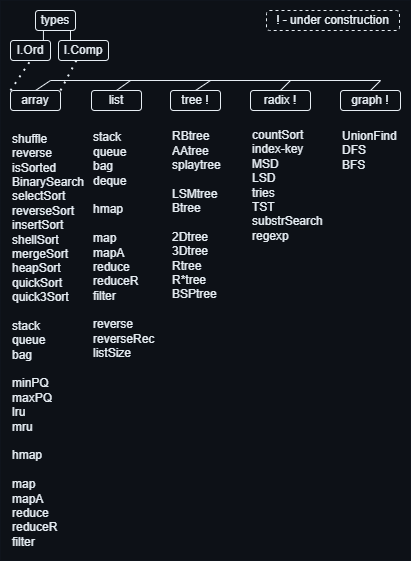 types
! - under construction
I.Ord
I.Comp
array
list
tree !
radix !
graph !
shuffle
reverse
isSorted
BinarySearch
selectSort
reverseSort
insertSort
shellSort
mergeSort
heapSort
quickSort
quick3Sort
stack
queue
bag
minPQ
maxPQ
lru
mru
hmap
map
mapA
reduce
reduceR
filter
stack
queue
bag
deque
hmap
map
mapA
reduce
reduceR
filter
reverse
reverseRec
listSize
RBtree
AAtree
splaytree
LSMtree
Btree
2Dtree
3Dtree
Rtree
R*tree
BSPtree
countSort
index-key
MSD
LSD
tries
TST
substrSearch
regexp
UnionFind
DFS
BFS